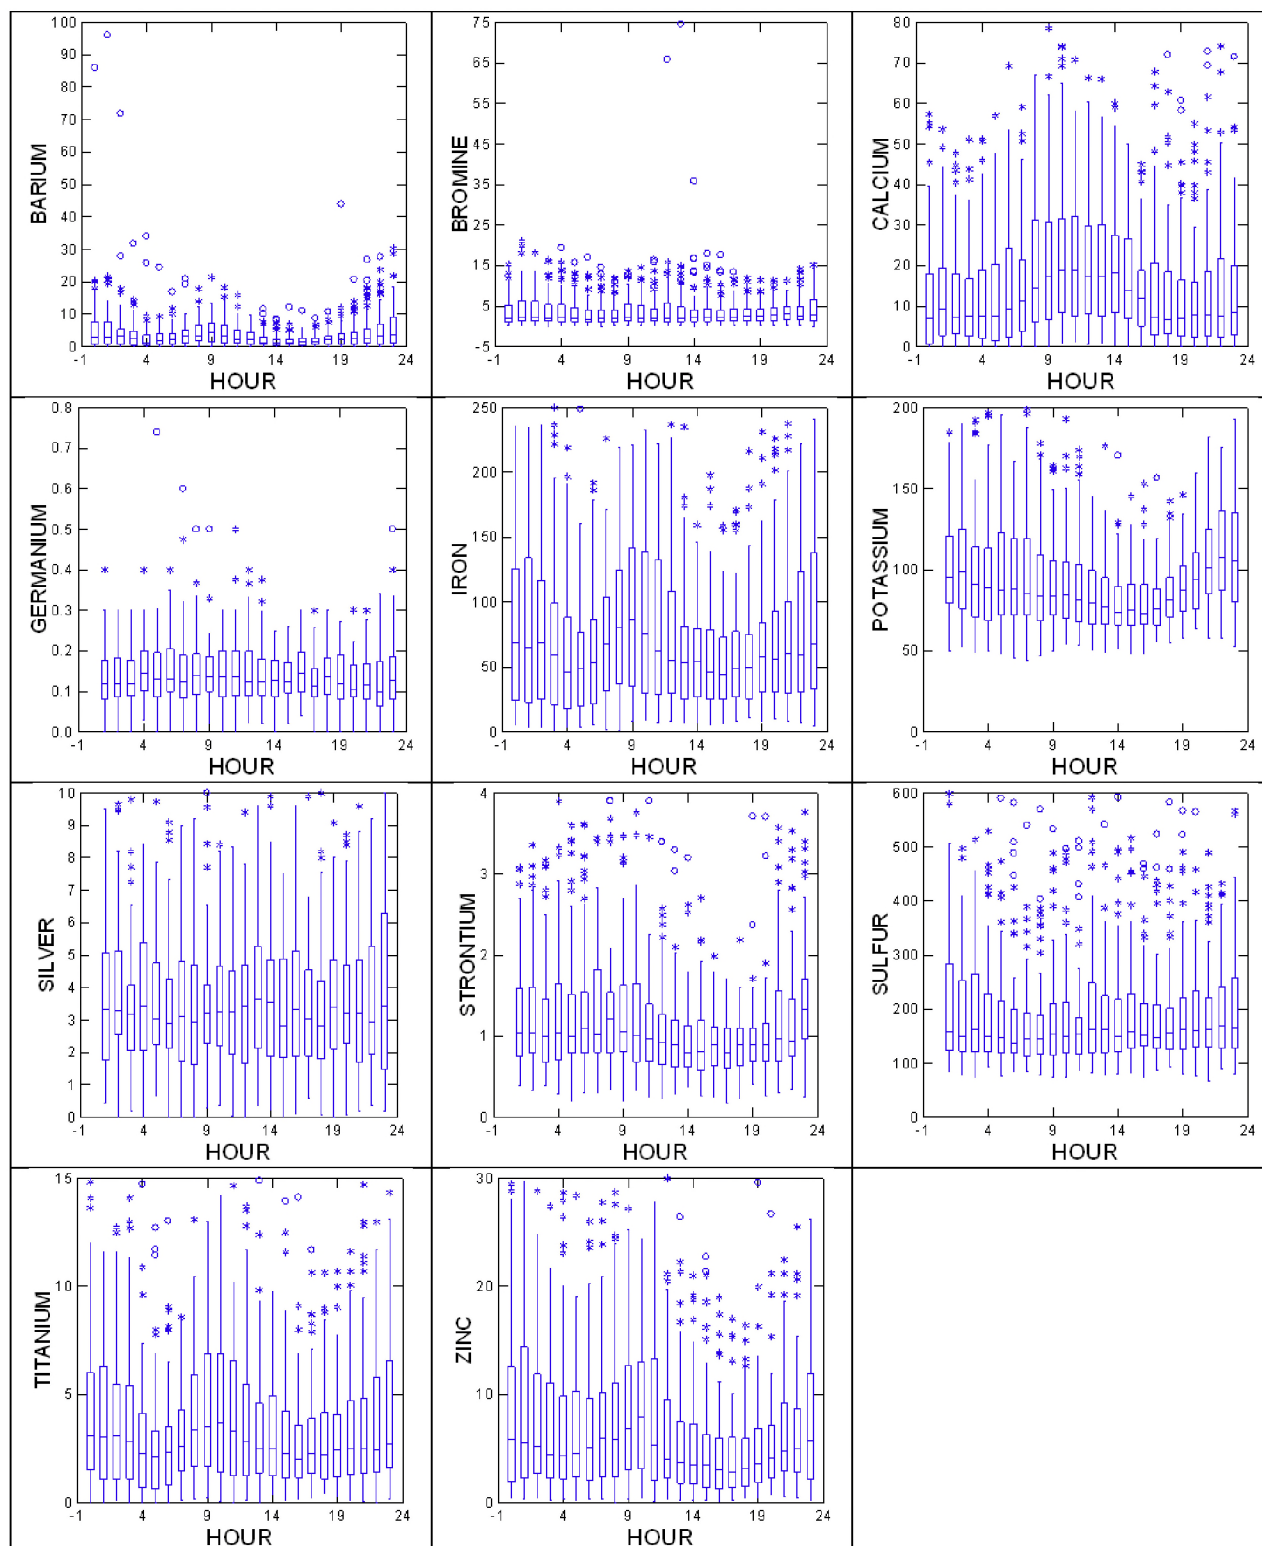 100
90
80
70
60
50
40
30
20
10
0
BARIUM
-1 4 9 14 19 24
HOUR
75
65
55
45
35
25
15
5
-5
BROMINE
-1 4 9 14 19 24
HOUR
80
70
60
50
40
30
20
10
0
CALCIUM
-1 4 9 14 19 24
HOUR
0.8
0.7
0.6
0.5
0.4
0.3
0.2
0.1
0.0
GERMANIUM
-1 4 9 14 19 24
HOUR
250
200
150
100
50
0
IRON
-1 4 9 14 19 24
HOUR
200
150
100
50
0
POTASSIUM
-1 4 9 14 19 24
HOUR
10
9
8
7
6
5
4
3
2
1
0
SILVER
-1 4 9 14 19 24
HOUR
4
3
2
1
0
STRONTIUM
-1 4 9 14 19 24
HOUR
600
500
400
300
200
100
0
SULFUR
-1 4 9 14 19 24
HOUR
15
10
5
0
TITANIUM
-1 4 9 14 19 24
HOUR
30
20
10
0
ZINC
-1 4 9 14 19 24
HOUR